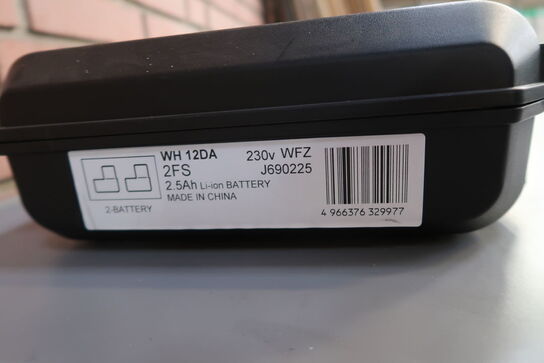 WH 12DA 230v WFZ
2FS J690225
2.5Ah Li-ion BATTERY
MADE IN CHINA
2-BATTERY
4 966376 329977